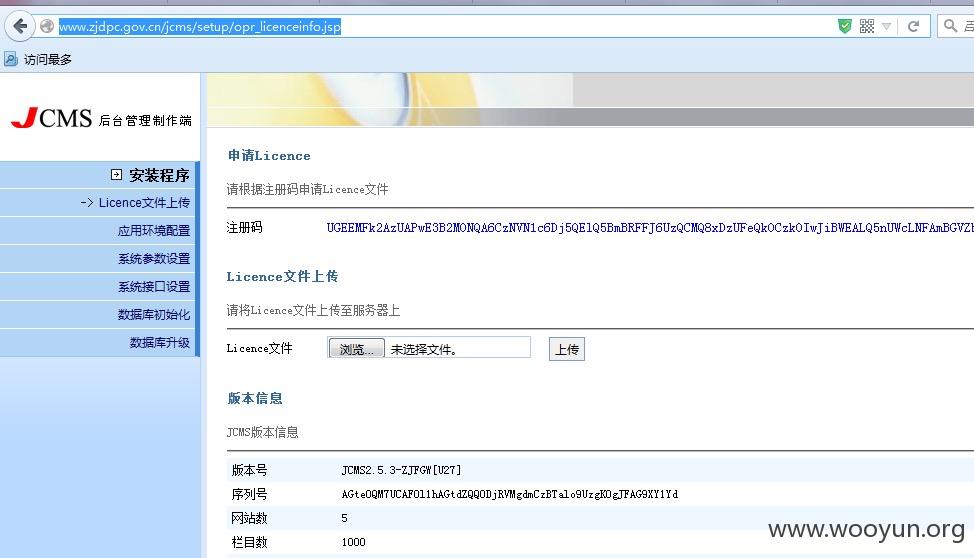 www.zjdpc.gov.cn/jcms/setup/opr_licenceinfo.jsp
访问最多
JCMS 后台管理制作端
安装程序
-> Licence文件上传
应用环境配置
系统参数设置
系统接口设置
数据库初始化
数据库升级
申请Licence
请根据注册码申请Licence文件
注册码
Licence文件上传
请将Licence文件上传至服务器上
Licence文件 浏览... 未选择文件。 上传
版本信息
JCMS版本信息
版本号 JCMS2.5.3-ZJFGW[U27]
序列号
网站数 5
栏目数 1000
www.wooyun.org